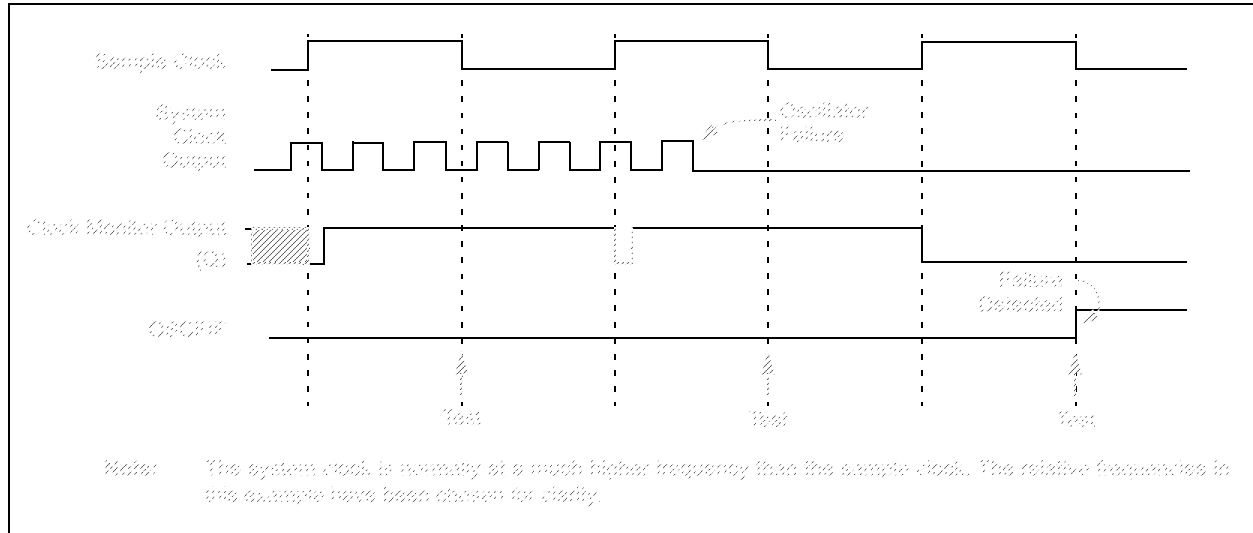 Sample Clock
System
Clock
Output
Oscillator
Failure
Clock Monitor Output
(Q)
Failure
Detected
OSCFIF
Test
Test
Test
Note: The system clock is normally at a much higher frequency than the sample clock. The relative frequencies in
this example have been chosen for clarity.